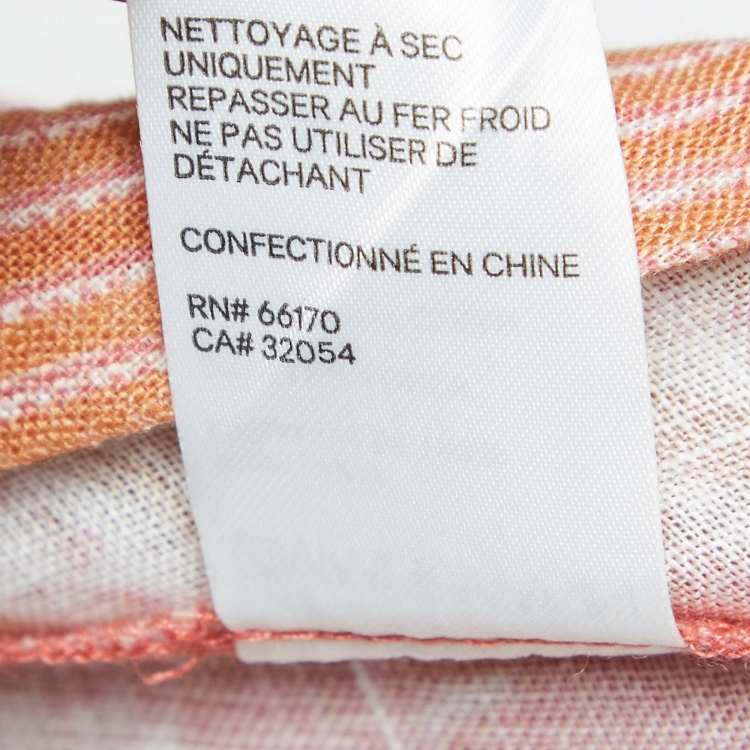 NETTOYAGE À SEC
UNIQUEMENT
REPASSER AU FER FROID
NE PAS UTILISER DE
DÉTACHANT
CONFECTIONNÉ EN CHINE
RN# 66170
CA# 32054